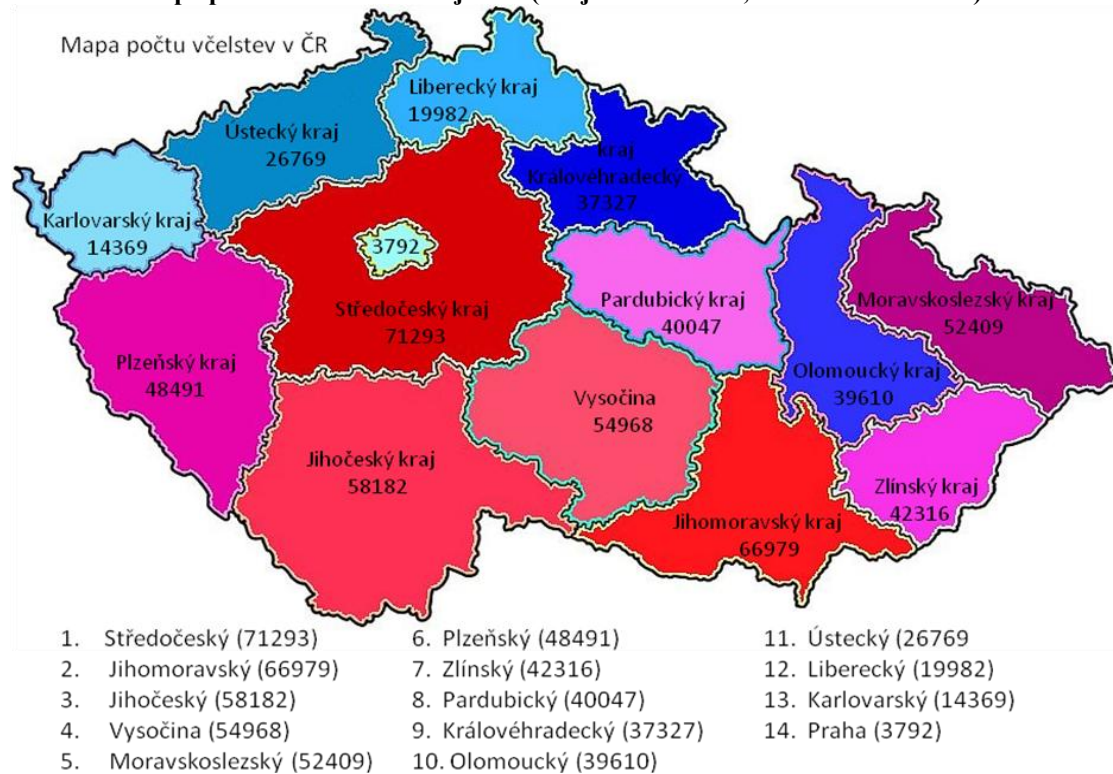 Mapa počtu včelstev v ČR
Liberecký kraj
19982
Ústecký kraj
26769
kraj
Královéhradecký
37327
Karlovarský kraj
14369
3792
Středočeský kraj
71293
Pardubický kraj
40047
Moravskoslezský kraj
52409
Plzeňský kraj
48491
Olomoucký kraj
39610
Vysočina
54968
Jihočeský kraj
58182
Zlínský kraj
42316
Jihomoravský kraj
66979
1. Středočeský (71293)
2. Jihomoravský (66979)
3. Jihočeský (58182)
4. Vysočina (54968)
5. Moravskoslezský (52409)
6. Plzeňský (48491)
7. Zlínský (42316)
8. Pardubický (40047)
9. Královéhradecký (37327)
10. Olomoucký (39610)
11. Ústecký (26769
12. Liberecký (19982)
13. Karlovarský (14369)
14. Praha (3792)